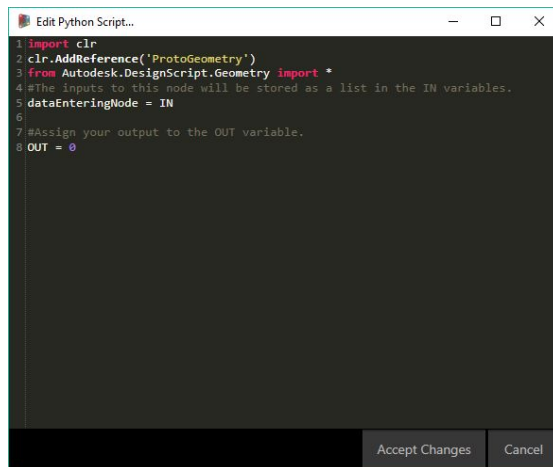 Edit Python Script...
1 import clr
2 clr.AddReference('ProtoGeometry')
3 from Autodesk.DesignScript.Geometry import *
4 #The inputs to this node will be stored as a list in the IN variables.
5 dataEnteringNode = IN
6
7 #Assign your output to the OUT variable.
8 OUT = 0
Accept Changes Cancel